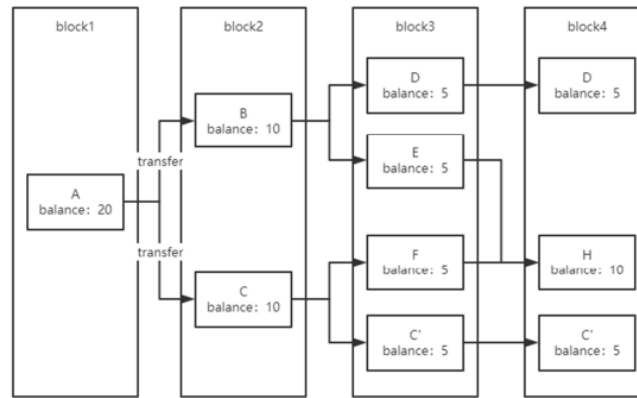 block1
block2
block3
block4
A
balance: 20
transfer
transfer
B
balance: 10
C
balance: 10
D
balance: 5
E
balance: 5
F
balance: 5
C'
balance: 5
D
balance: 5
H
balance: 10
C'
balance: 5